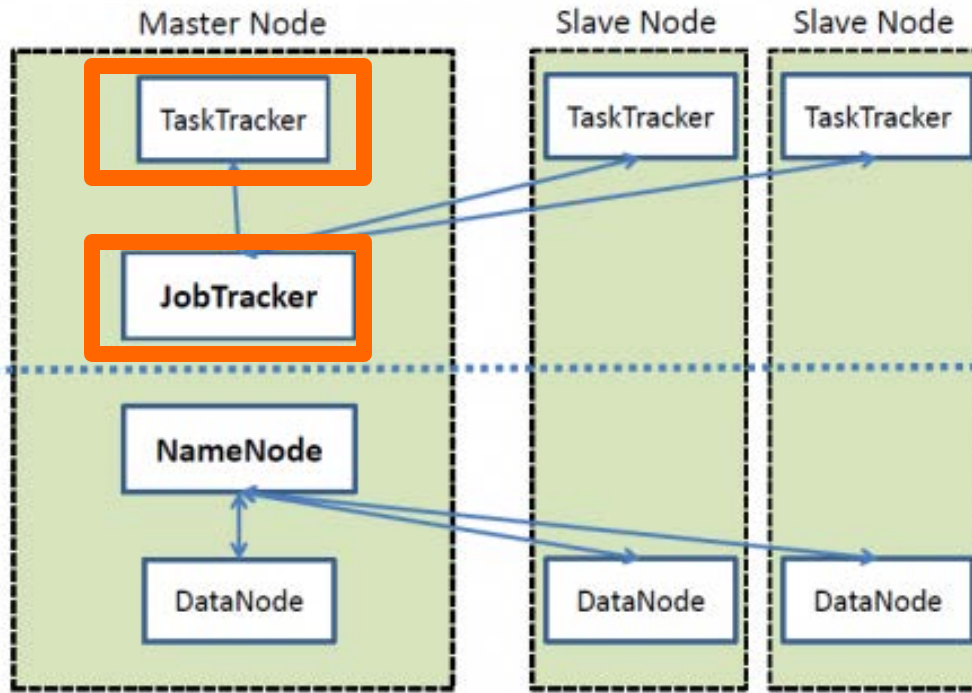 Master Node
Slave Node
Slave Node
TaskTracker
TaskTracker
TaskTracker
JobTracker
NameNode
DataNode
DataNode
DataNode